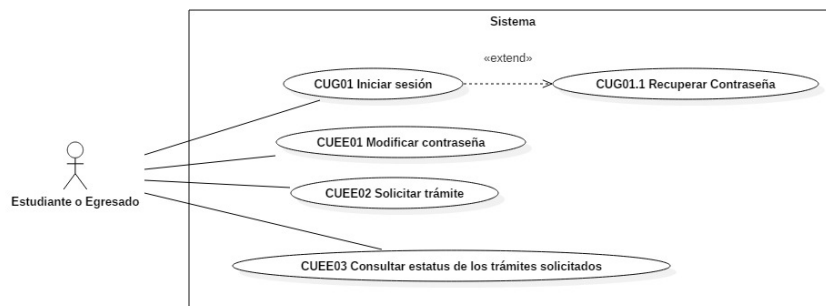 Sistema
«extend»
CUG01 Iniciar sesión
CUG01.1 Recuperar Contraseña
CUEE01 Modificar contraseña
CUEE02 Solicitar trámite
Estudiante o Egresado
CUEE03 Consultar estatus de los trámites solicitados